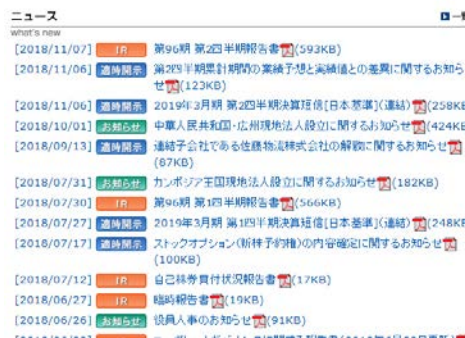 ニュース
what's new
[2018/11/07] IR 第96期 第2四半期報告書(593KB)
[2018/11/06] 適時開示 第2四半期累計期間の業績予想と実績値との差異に関するお知ら
せ(123KB)
[2018/11/06] 適時開示 2019年3月期 第2四半期決算短信[日本基準](連結)(258KB
[2018/10/01] お知らせ 中華人民共和国・広州現地法人設立に関するお知らせ(424KB
[2018/09/13] 適時開示 連結子会社である佐藤物流株式会社の解散に関するお知らせ
(67KB)
[2018/07/31] お知らせ カンボジア王国現地法人設立に関するお知らせ(182KB)
[2018/07/30] IR 第96期 第1四半期報告書(566KB)
[2018/07/27] 適時開示 2019年3月期 第1四半期決算短信[日本基準](連結)(248KB
[2018/07/17] 適時開示 ストックオプション(新株予約権)の内容確定に関するお知らせ
(100KB)
[2018/07/12] IR 自己株券買付状況報告書(17KB)
[2018/06/27] IR 臨時報告書(19KB)
[2018/06/26] お知らせ 役員人事のお知らせ(91KB)